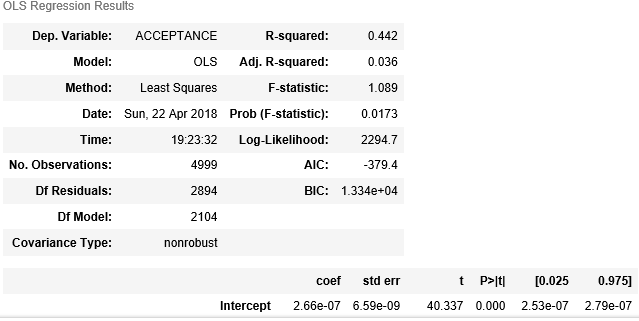 OLS Regression Results
Dep. Variable: ACCEPTANCE R-squared: 0.442
Model: OLS Adj. R-squared: 0.036
Method: Least Squares F-statistic: 1.089
Date: Sun, 22 Apr 2018 Prob (F-statistic): 0.0173
Time: 19:23:32 Log-Likelihood: 2294.7
No. Observations: 4999 AIC: -379.4
Df Residuals: 2894 BIC: 1.334e+04
Df Model: 2104
Covariance Type: nonrobust
coef std err t P>|t| [0.025 0.975]
Intercept 2.66e-07 6.59e-09 40.337 0.000 2.53e-07 2.79e-07